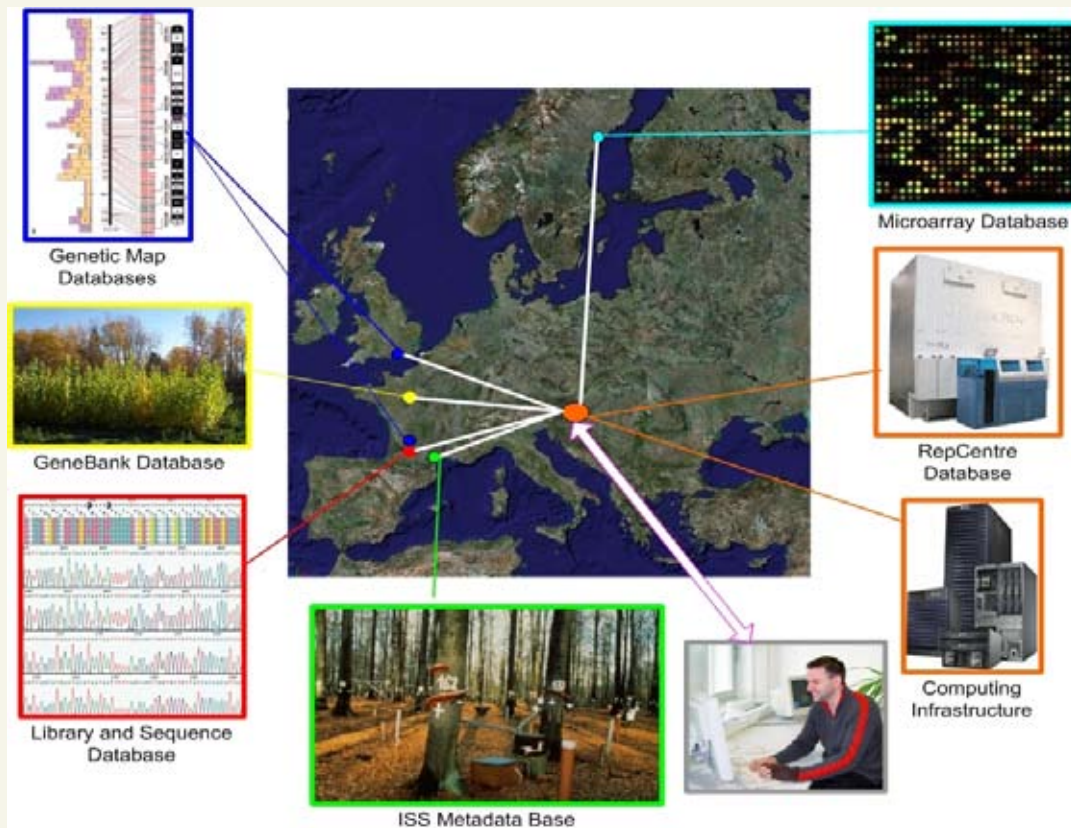 Genetic Map
Databases
Microarray Database
GeneBank Database
RepCentre
Database
Library and Sequence
Database
Computing
Infrastructure
ISS Metadata Base